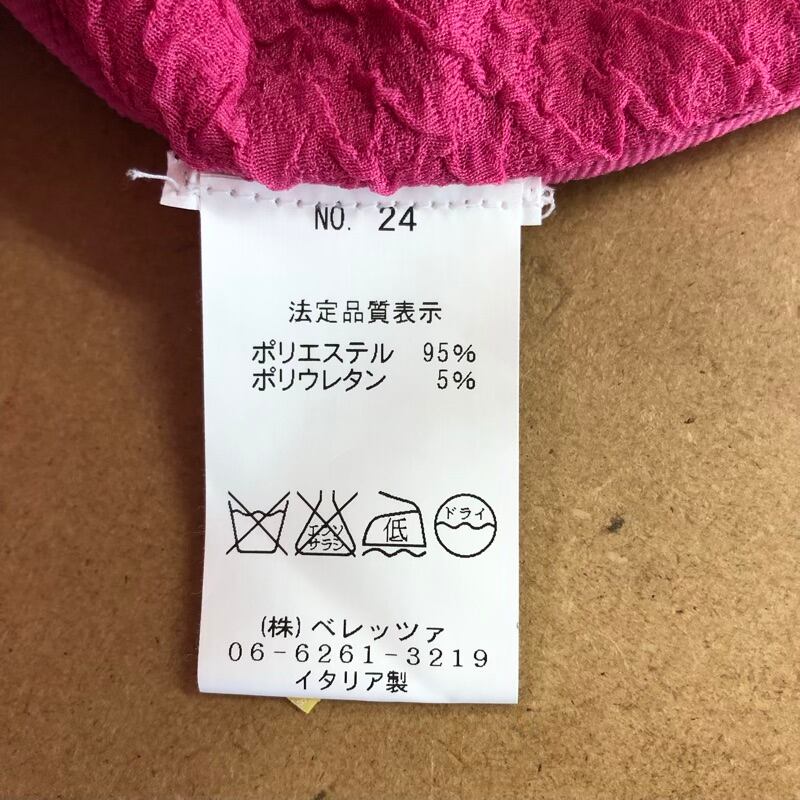 NO. 24
法定品質表示
ポリエステル 95%
ポリウレタン 5%
エンソ
サラシ
低
ドライ
(株)ベレッツァ
06-6261-3219
イタリア製